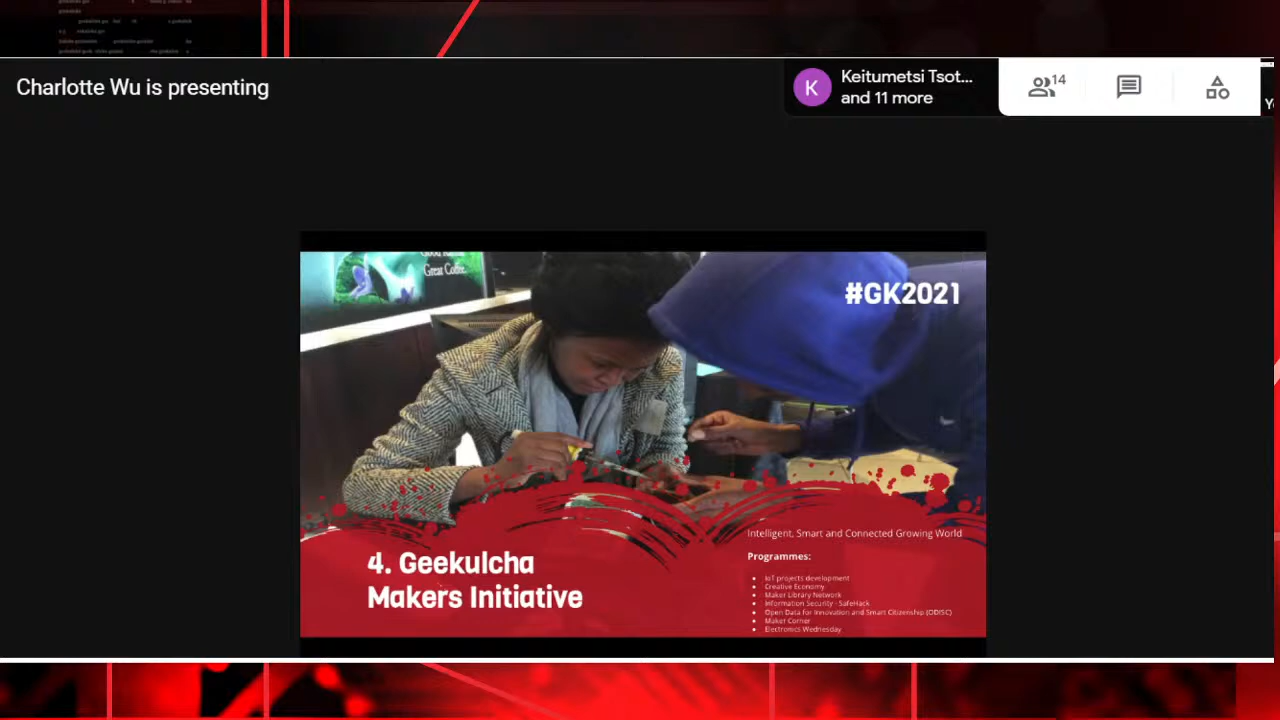 Charlotte Wu is presenting
Keitumetsi Tsot...
and 11 more
14
Great Coffee
#GK2021
4. Geekulcha
Makers Initiative
Intelligent, Smart and Connected Growing World
Programmes:
IoT projects development
Creative Economy
Maker Library Network
Information Security - SafeHack
Open Data for Innovation and Smart Citizenship (ODISC)
Maker Corner
Electronics Wednesday
K